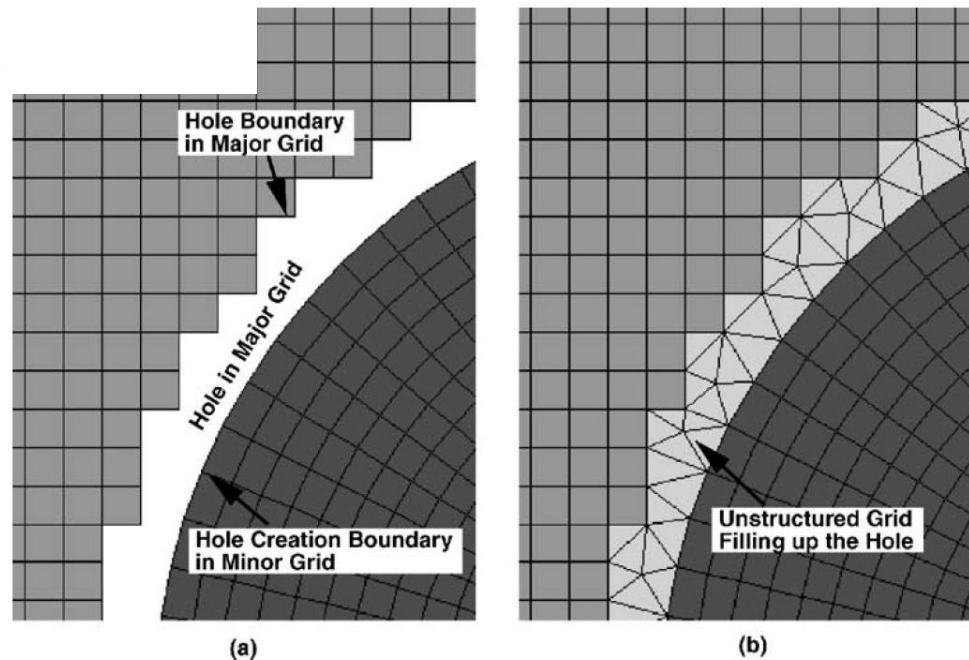 Hole Boundary
in Major Grid
Hole in Major Grid
Hole Creation Boundary
in Minor Grid
(a)
Unstructured Grid
Filling up the Hole
(b)